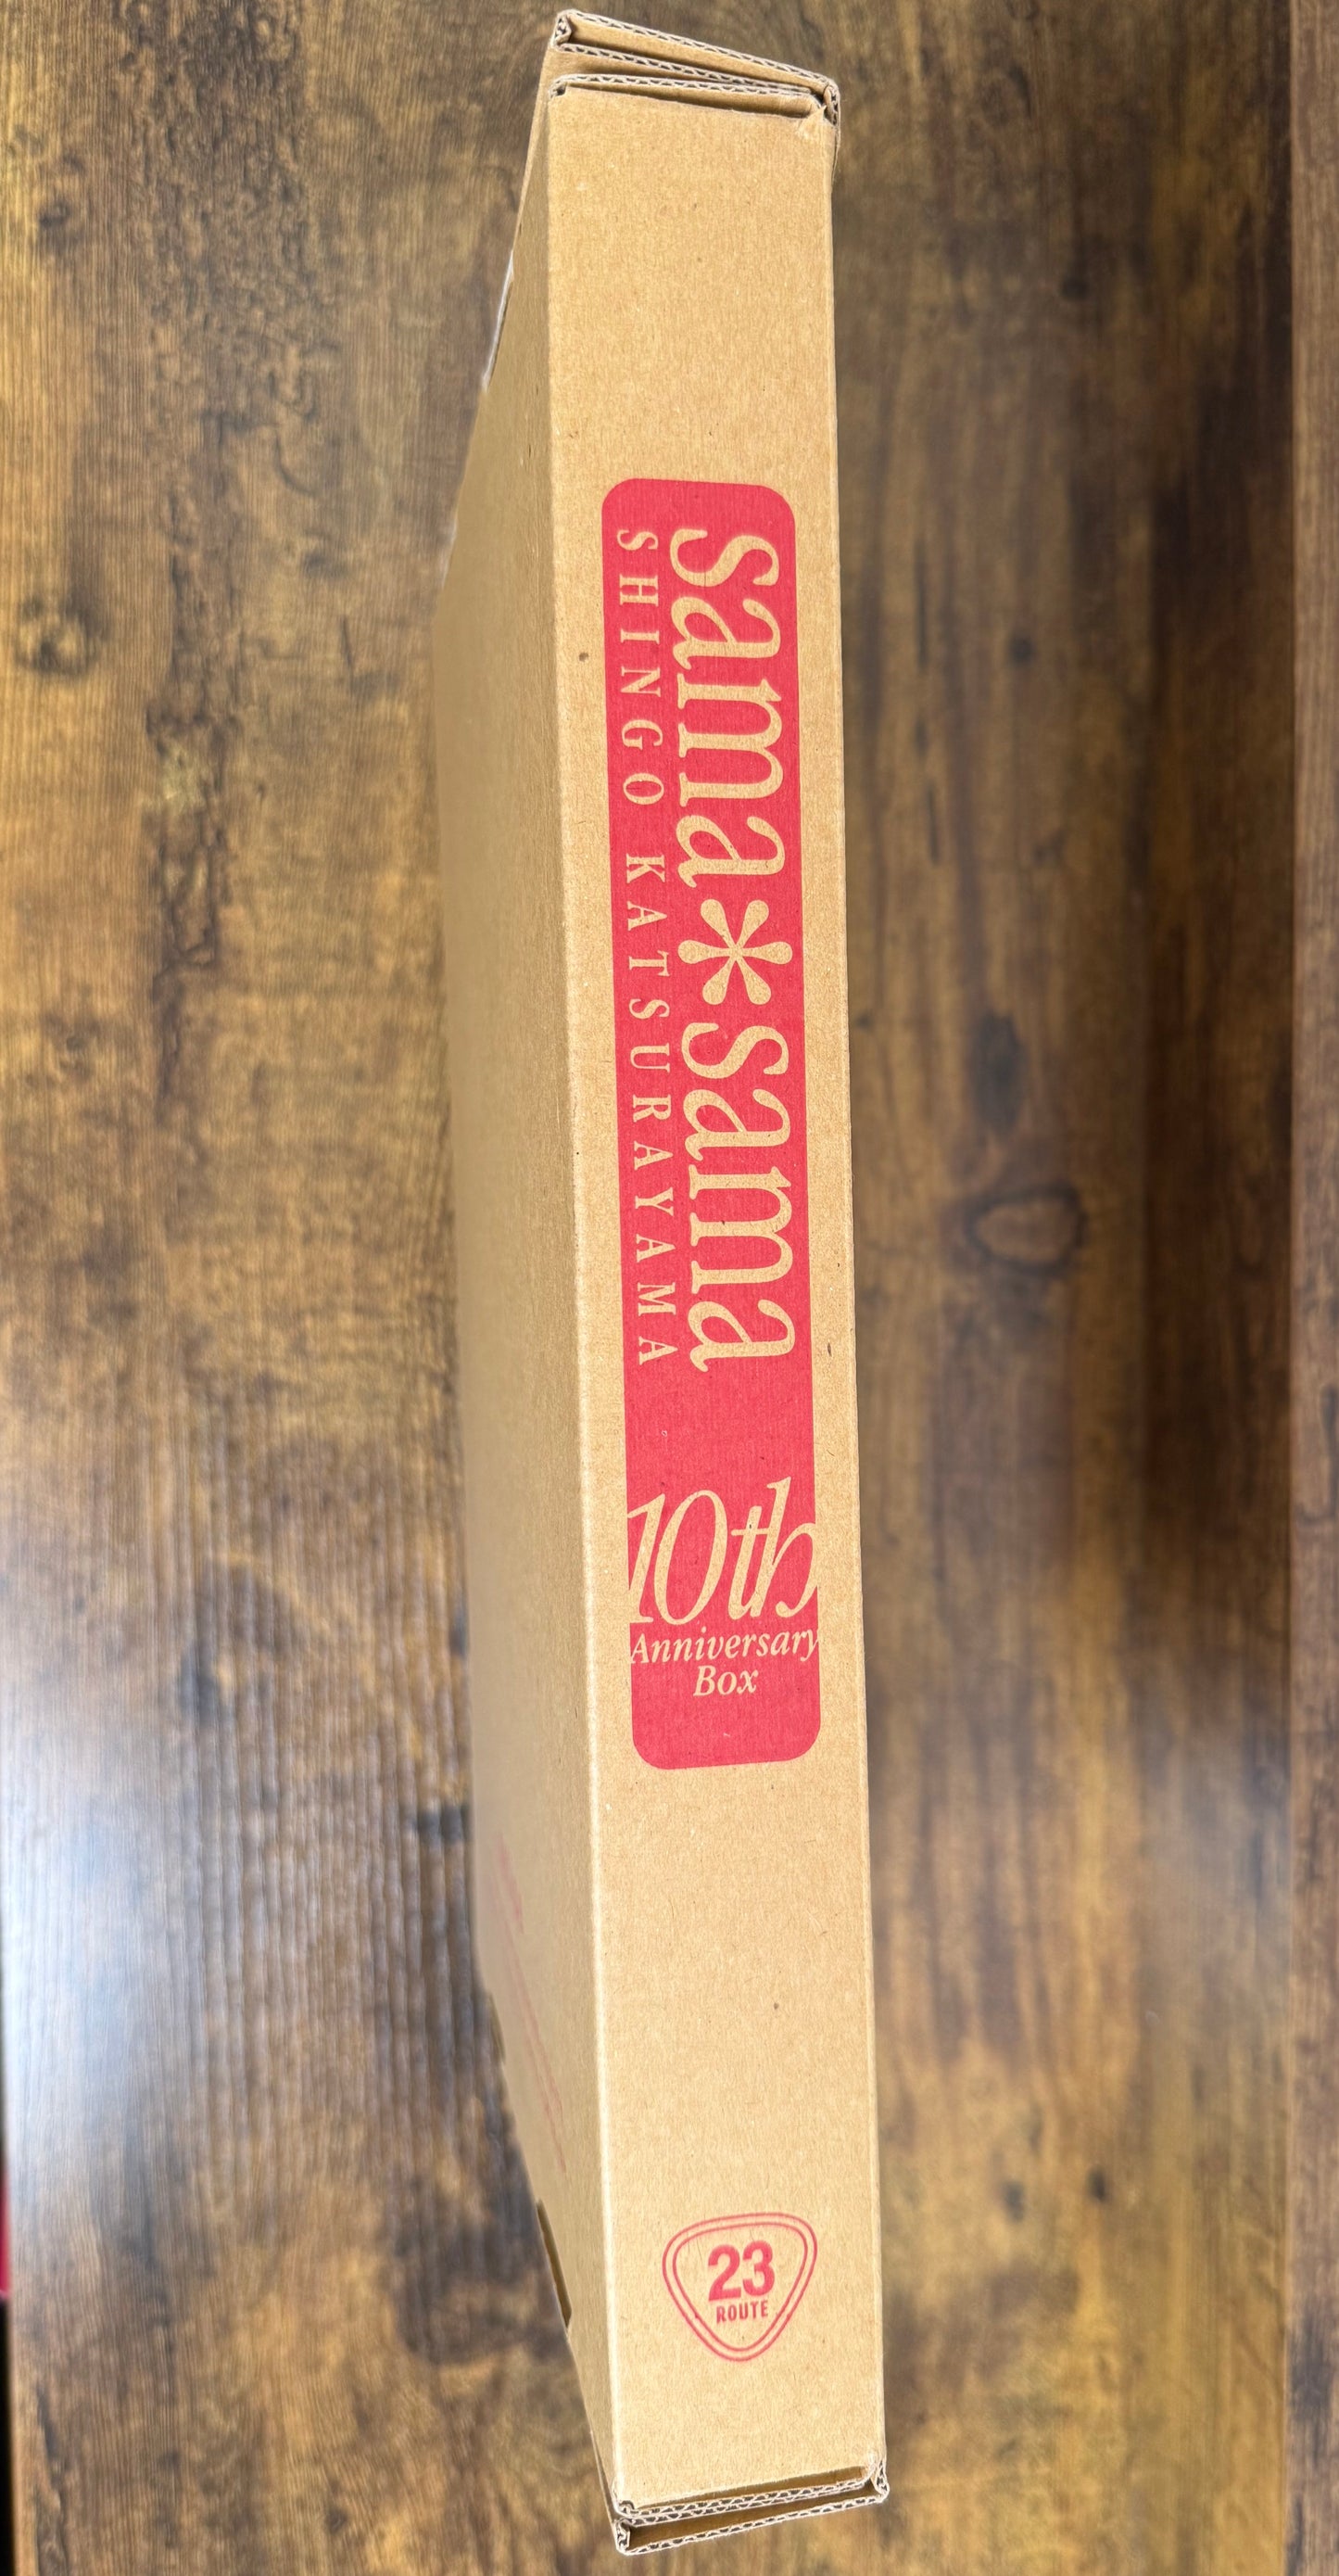 sama*sama
SHINGO KATSURAYAMA
10th
Anniversary
Box
23
ROUTE